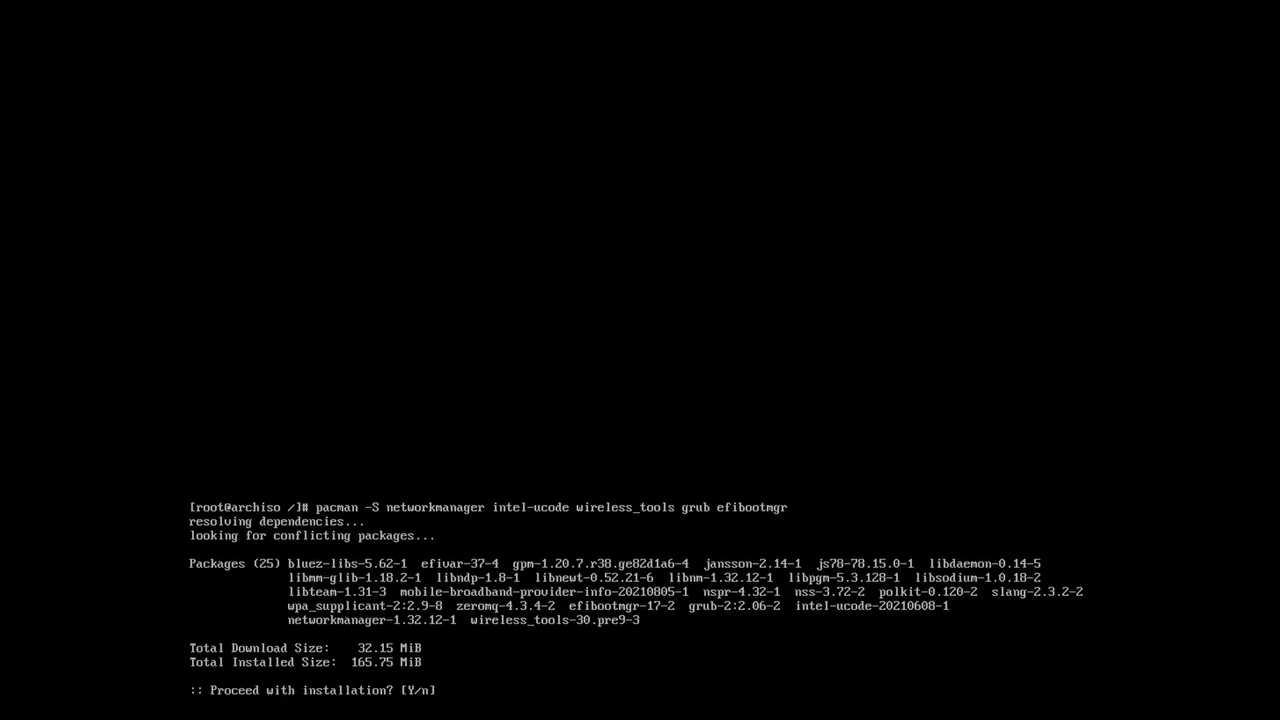 [root@archiso /]# pacman -S networkmanager intel-ucode wireless_tools grub efibootmgr
resolving dependencies...
looking for conflicting packages...
Packages (25) bluez-libs-5.62-1 efivar-37-4 gpm-1.20.7.r38.ge82d1a6-4 jansson-2.14-1 js78-78.15.0-1 libdaemon-0.14-5
libmm-glib-1.18.2-1 libndp-1.8-1 libnewt-0.52.21-6 libnm-1.32.12-1 libpgm-5.3.128-1 libsodium-1.0.18-2
libteam-1.31-3 mobile-broadband-provider-info-20210805-1 nspr-4.32-1 nss-3.72-2 polkit-0.120-2 slang-2.3.2-2
wpa_supplicant-2:2.9-8 zeromq-4.3.4-2 efibootmgr-17-2 grub-2:2.06-2 intel-ucode-20210608-1
networkmanager-1.32.12-1 wireless_tools-30.pre9-3
Total Download Size: 32.15 MiB
Total Installed Size: 165.75 MiB
:: Proceed with installation? [Y/n]